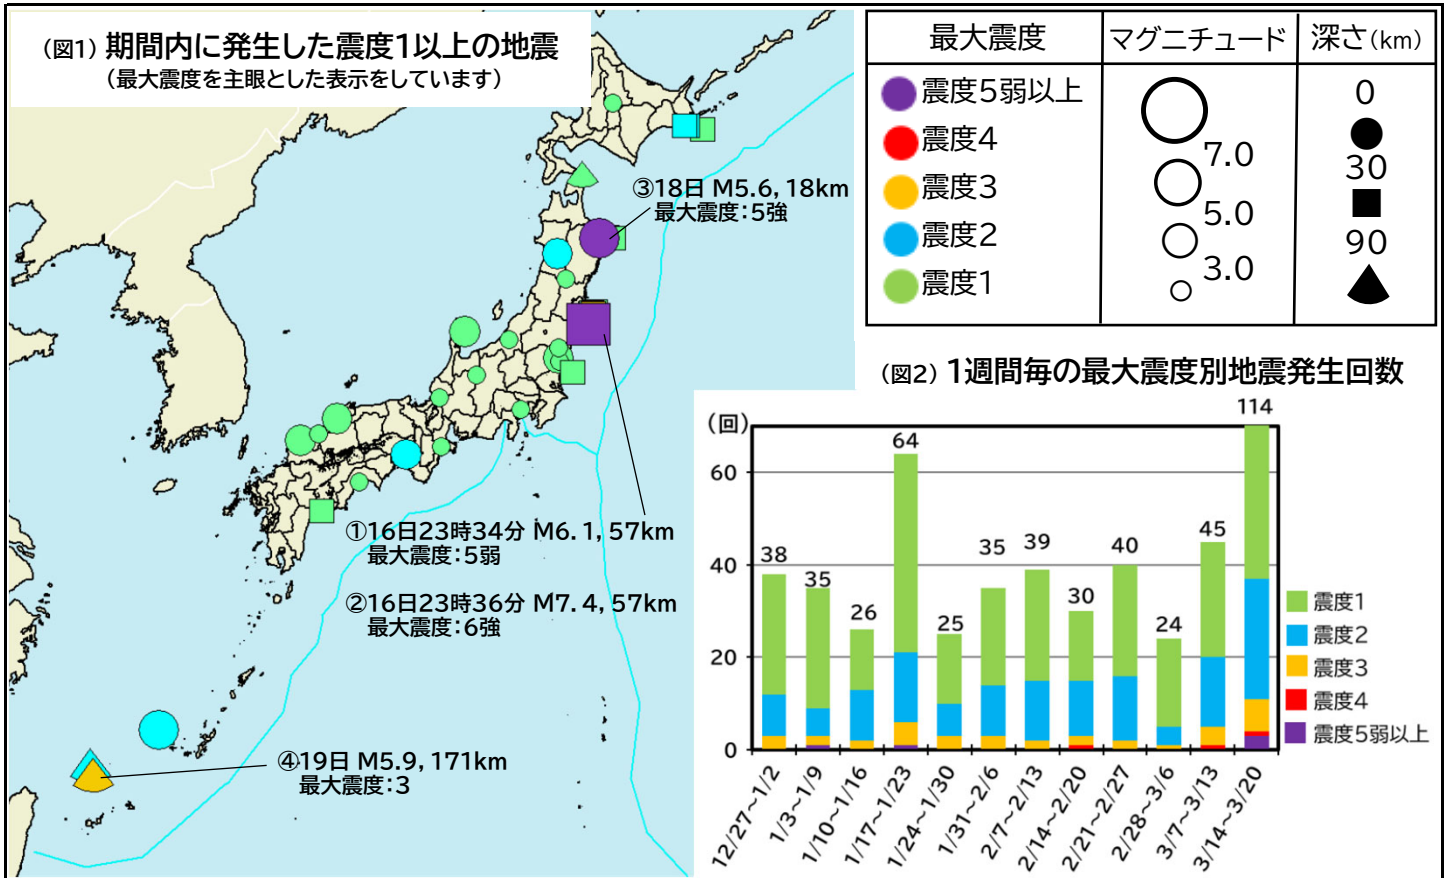 (図1) 期間内に発生した震度1以上の地震
(最大震度を主眼とした表示をしています)
③18日 M5.6, 18km
最大震度:5強
①16日23時34分 M6.1, 57km
最大震度:5弱
②16日23時36分 M7.4, 57km
最大震度:6強
④19日 M5.9, 171km
最大震度:3
最大震度 マグニチュード 深さ(km)
震度5弱以上
震度4
震度3
震度2
震度1
7.0
5.0
3.0
0
30
90
(図2) 1週間毎の最大震度別地震発生回数
(回)
60
40
20
0
38
35
26
64
25
35
39
30
40
24
45
114
12/27~1/2
1/3~1/9
1/10~1/16
1/17~1/23
1/24~1/30
1/31~2/6
2/7~2/13
2/14~2/20
2/21~2/27
2/28~3/6
3/7~3/13
3/14~3/20
震度1
震度2
震度3
震度4
震度5弱以上